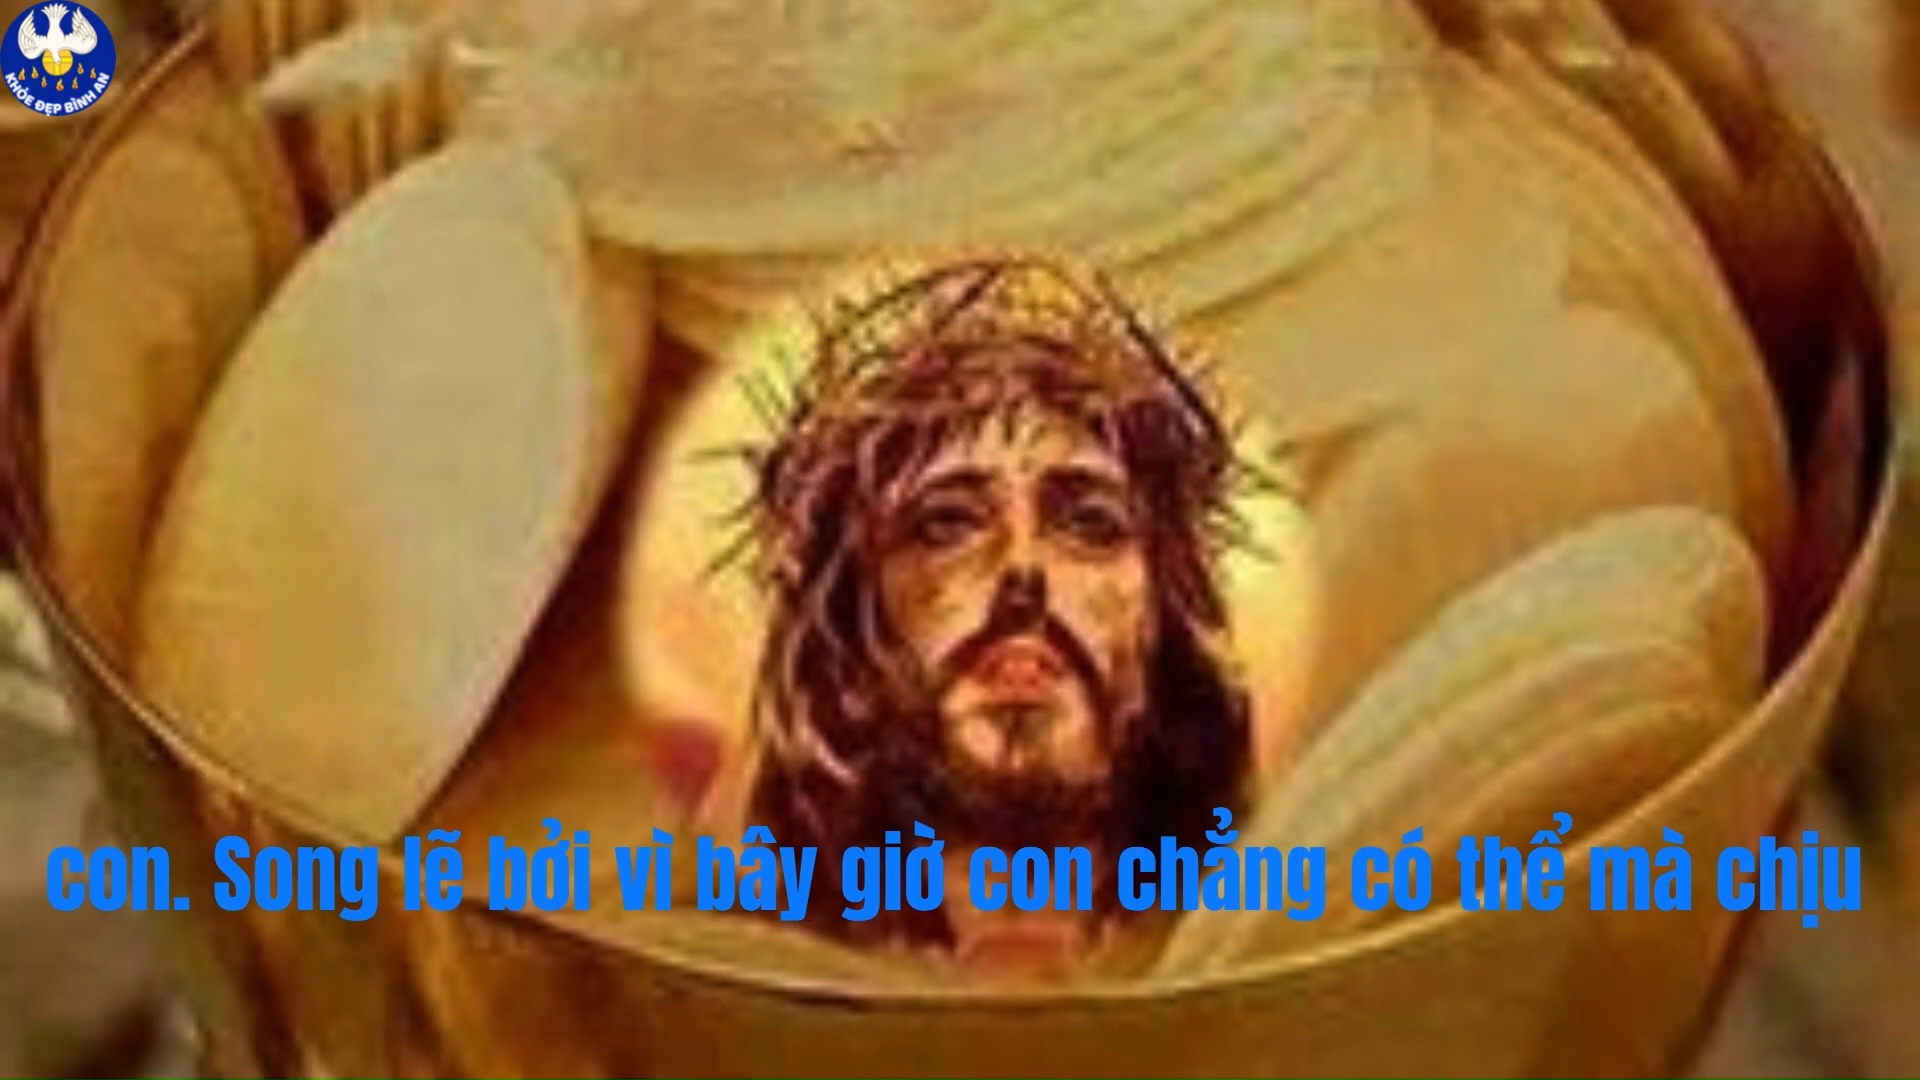 KHỎE ĐẸP BÌNH AN
con. Song lẽ bởi vì bây giờ con chẳng có thể mà chịu